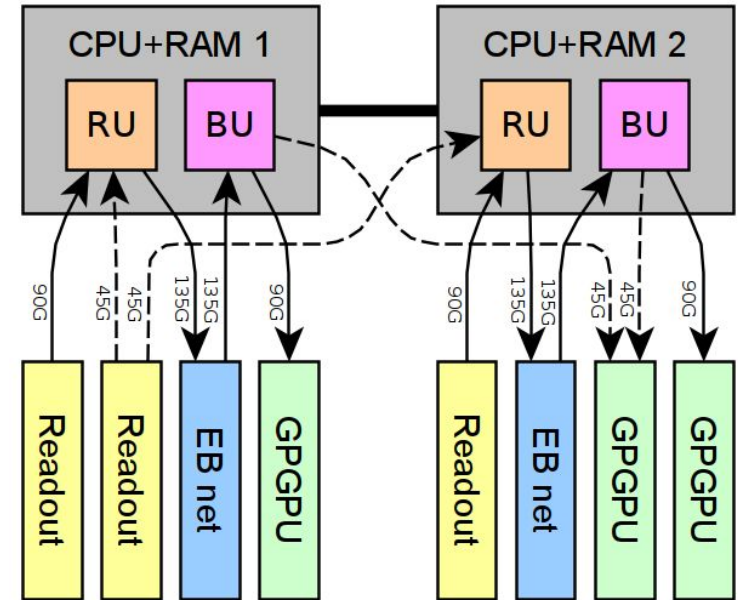 CPU+RAM 1
CPU+RAM 2
RU
BU
RU
BU
90G
45G
45G
135G
135G
90G
90G
135G
135G
45G
45G
90G
Readout
Readout
EB net
GPGPU
Readout
EB net
GPGPU
GPGPU